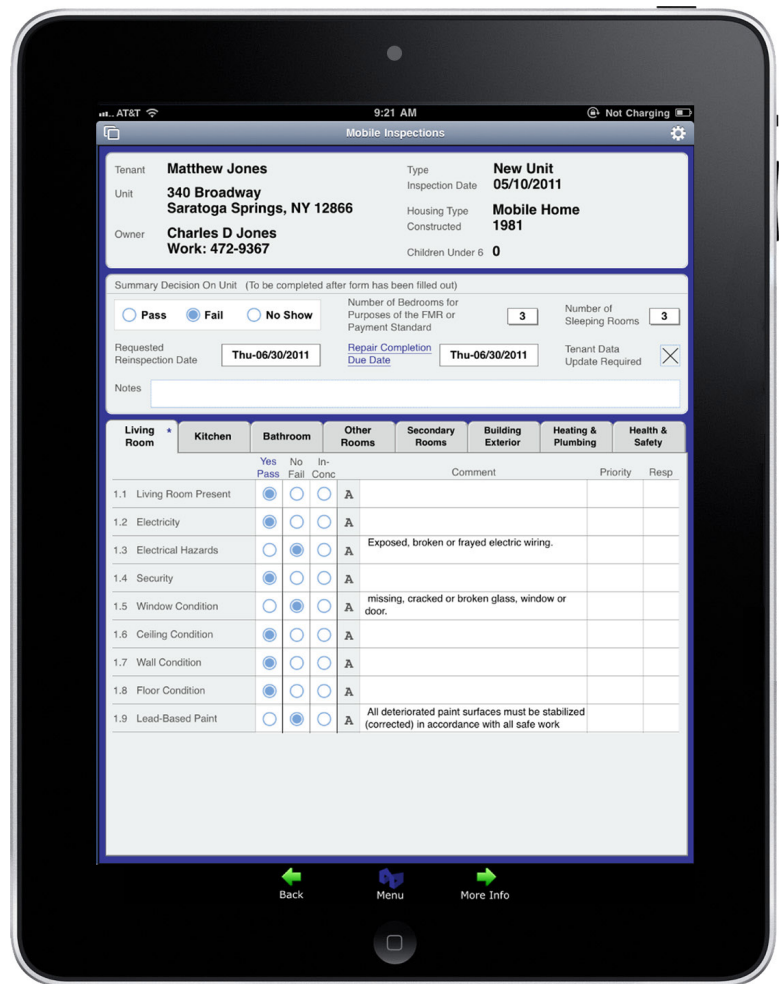 AT&T 9:21 AM Not Charging
Mobile Inspections
Tenant Matthew Jones Type New Unit
Inspection Date 05/10/2011
Unit 340 Broadway
Saratoga Springs, NY 12866 Housing Type Mobile Home
Constructed 1981
Owner Charles D Jones
Work: 472-9367 Children Under 6 0
Summary Decision On Unit (To be completed after form has been filled out)
Pass Fail No Show
Number of Bedrooms for
Purposes of the FMR or
Payment Standard
3
Number of
Sleeping Rooms
3
Requested
Reinspection Date
Thu-06/30/2011
Repair Completion
Due Date
Thu-06/30/2011
Tenant Data
Update Required
Notes
Living Room * Kitchen Bathroom Other Rooms Secondary Rooms Building Exterior Heating & Plumbing Health & Safety
Yes No In-
Pass Fail Conc Comment Priority Resp
1.1 Living Room Present A
1.2 Electricity A
1.3 Electrical Hazards A Exposed, broken or frayed electric wiring.
1.4 Security A
1.5 Window Condition A missing, cracked or broken glass, window or
door.
1.6 Ceiling Condition A
1.7 Wall Condition A
1.8 Floor Condition A
1.9 Lead-Based Paint A All deteriorated paint surfaces must be stabilized
(corrected) in accordance with all safe work
Back Menu More Info